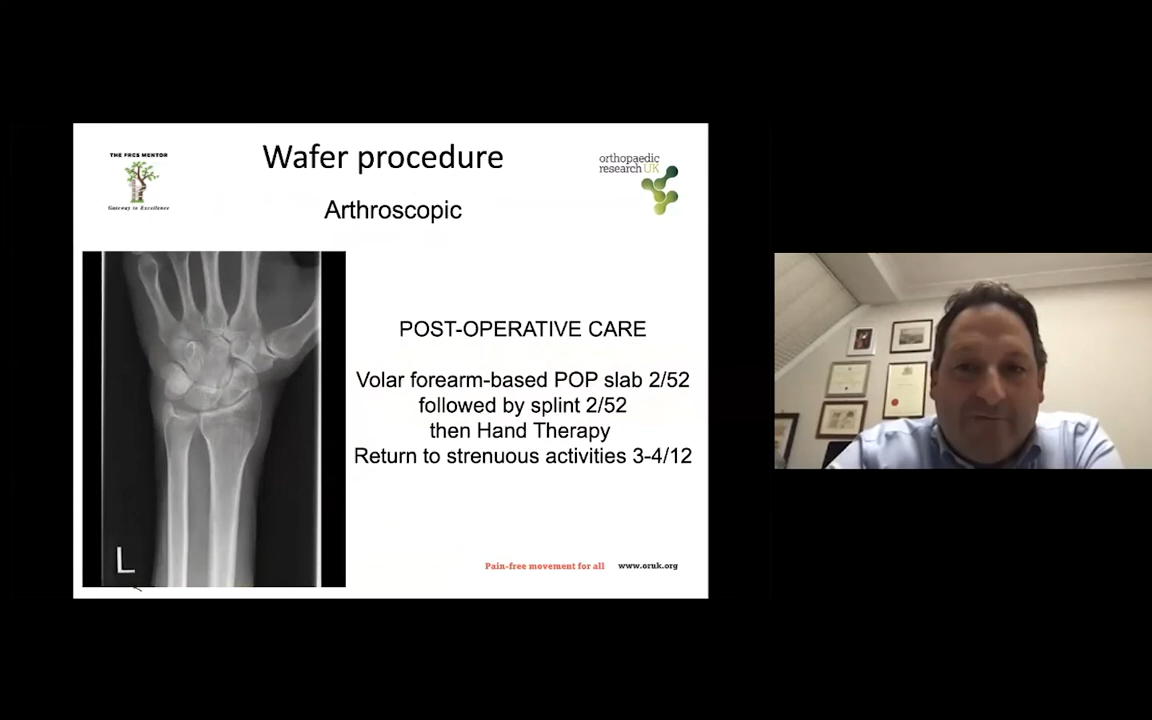 THE FRCS MENTOR
Gateway to Excellence
Wafer procedure
orthopaedic
research UK
Arthroscopic
POST-OPERATIVE CARE
Volar forearm-based POP slab 2/52
followed by splint 2/52
then Hand Therapy
Return to strenuous activities 3-4/12
L
Pain-free movement for all
www.oruk.org